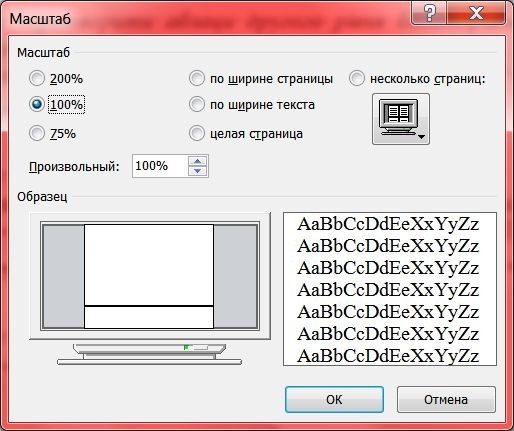 Масштаб
Масштаб
200% по ширине страницы несколько страниц:
100% по ширине текста
75% целая страница
Произвольный: 100%
Образец
AaBbCcDdEeXxYyZz
AaBbCcDdEeXxYyZz
AaBbCcDdEeXxYyZz
AaBbCcDdEeXxYyZz
AaBbCcDdEeXxYyZz
AaBbCcDdEeXxYyZz
AaBbCcDdEeXxYyZz
ОК Отмена